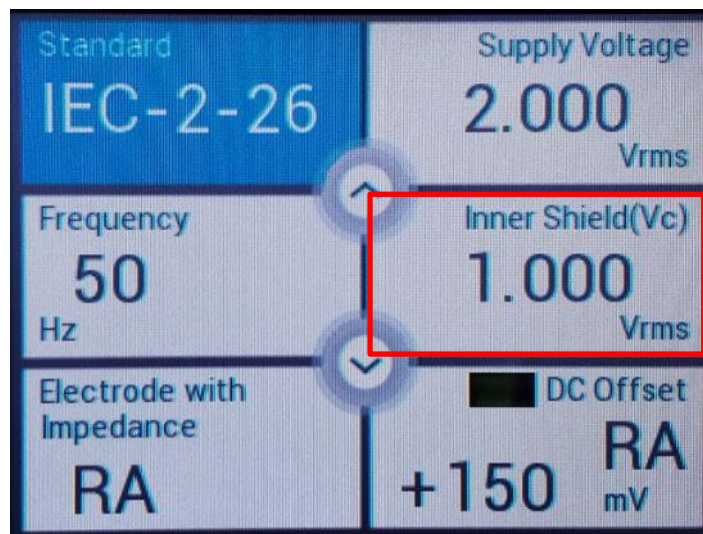 Standard
IEC-2-26
Supply Voltage
2.000
Vrms
Frequency
50
Hz
Inner Shield(Vc)
1.000
Vrms
Electrode with
Impedance
RA
DC Offset
RA
+150 mV